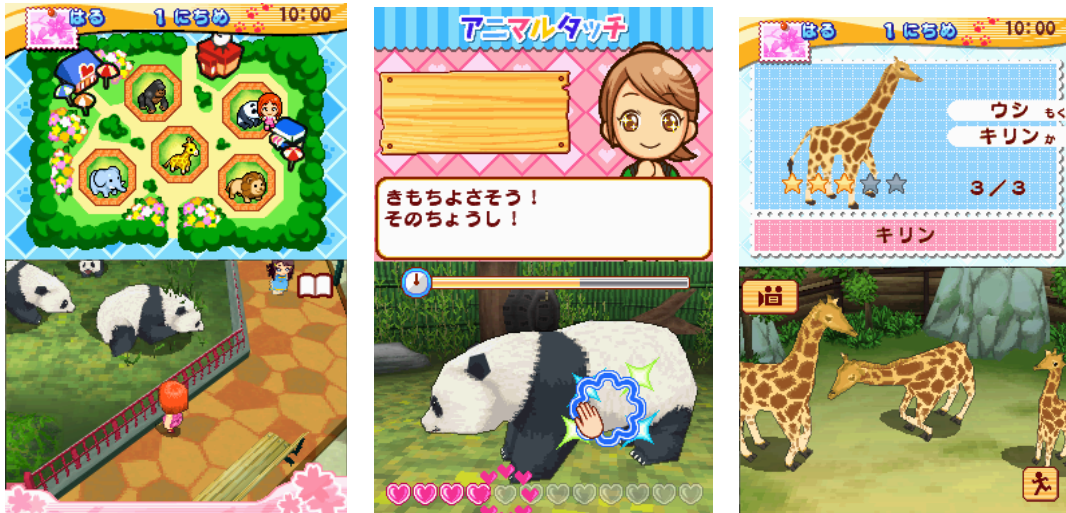 はる 1にちめ 10:00
アニマルタッチ
きもちよさそう!
そのちょうし!
はる 1にちめ 10:00
ウシ もく
キリン か
3/3
キリン